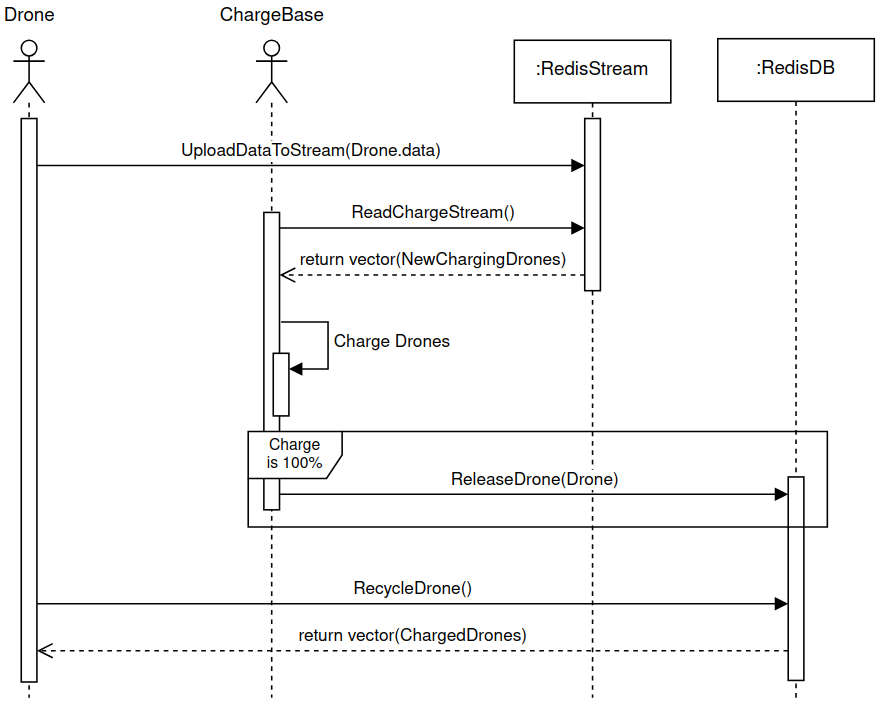 Drone
ChargeBase
:RedisStream
:RedisDB
UploadDataToStream(Drone.data)
ReadChargeStream()
return vector(NewChargingDrones)
Charge Drones
Charge
is 100%
ReleaseDrone(Drone)
RecycleDrone()
return vector(ChargedDrones)